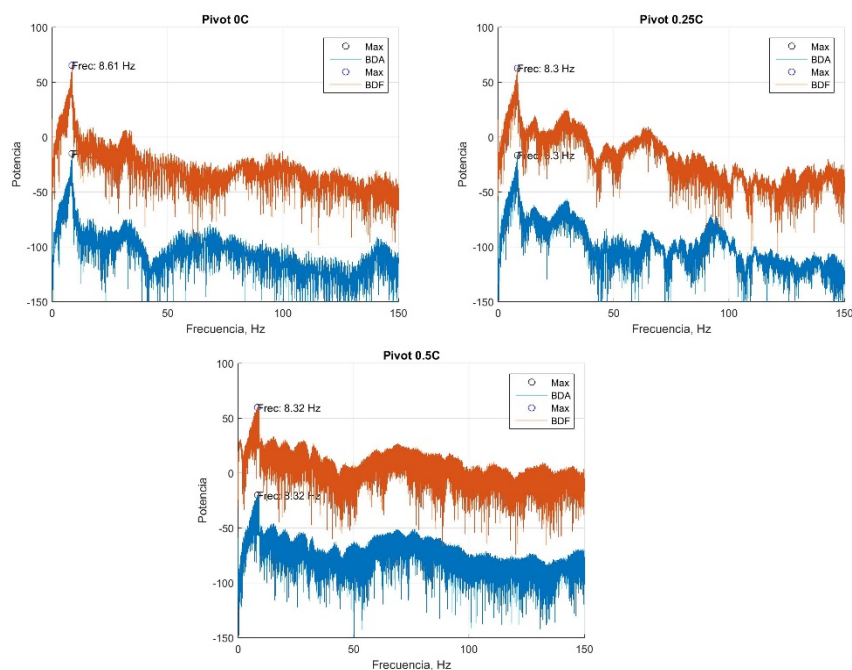 Pivot 0C
100
50
0
-50
-100
-150
Potencia
Frec: 8.61 Hz
Max
BDA
Max
BDF
0
50
100
150
Frecuencia, Hz
Pivot 0.25C
100
50
0
-50
-100
-150
Potencia
Frec: 8.3 Hz
8.3 Hz
Max
BDA
Max
BDF
0
50
100
150
Frecuencia, Hz
Pivot 0.5C
100
50
0
-50
-100
-150
Potencia
Frec: 8.32 Hz
Frec: 8.32 Hz
Max
BDA
Max
BDF
0
50
100
150
Frecuencia, Hz